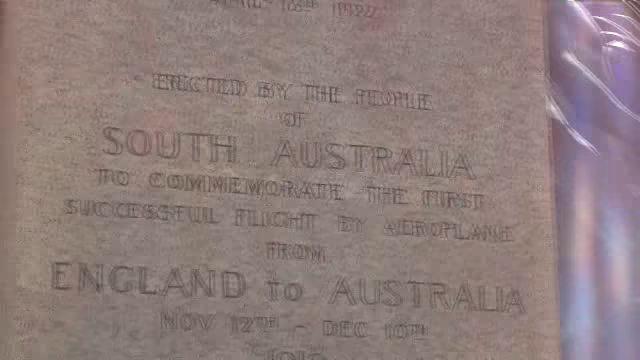 ERECTED BY THE PEOPLE
OF
SOUTH AUSTRALIA
TO COMMEMORATE THE FIRST
SUCCESSFUL FLIGHT BY AEROPLANE
FROM
ENGLAND to AUSTRALIA
NOV 12TH - DEC 10TH
1919